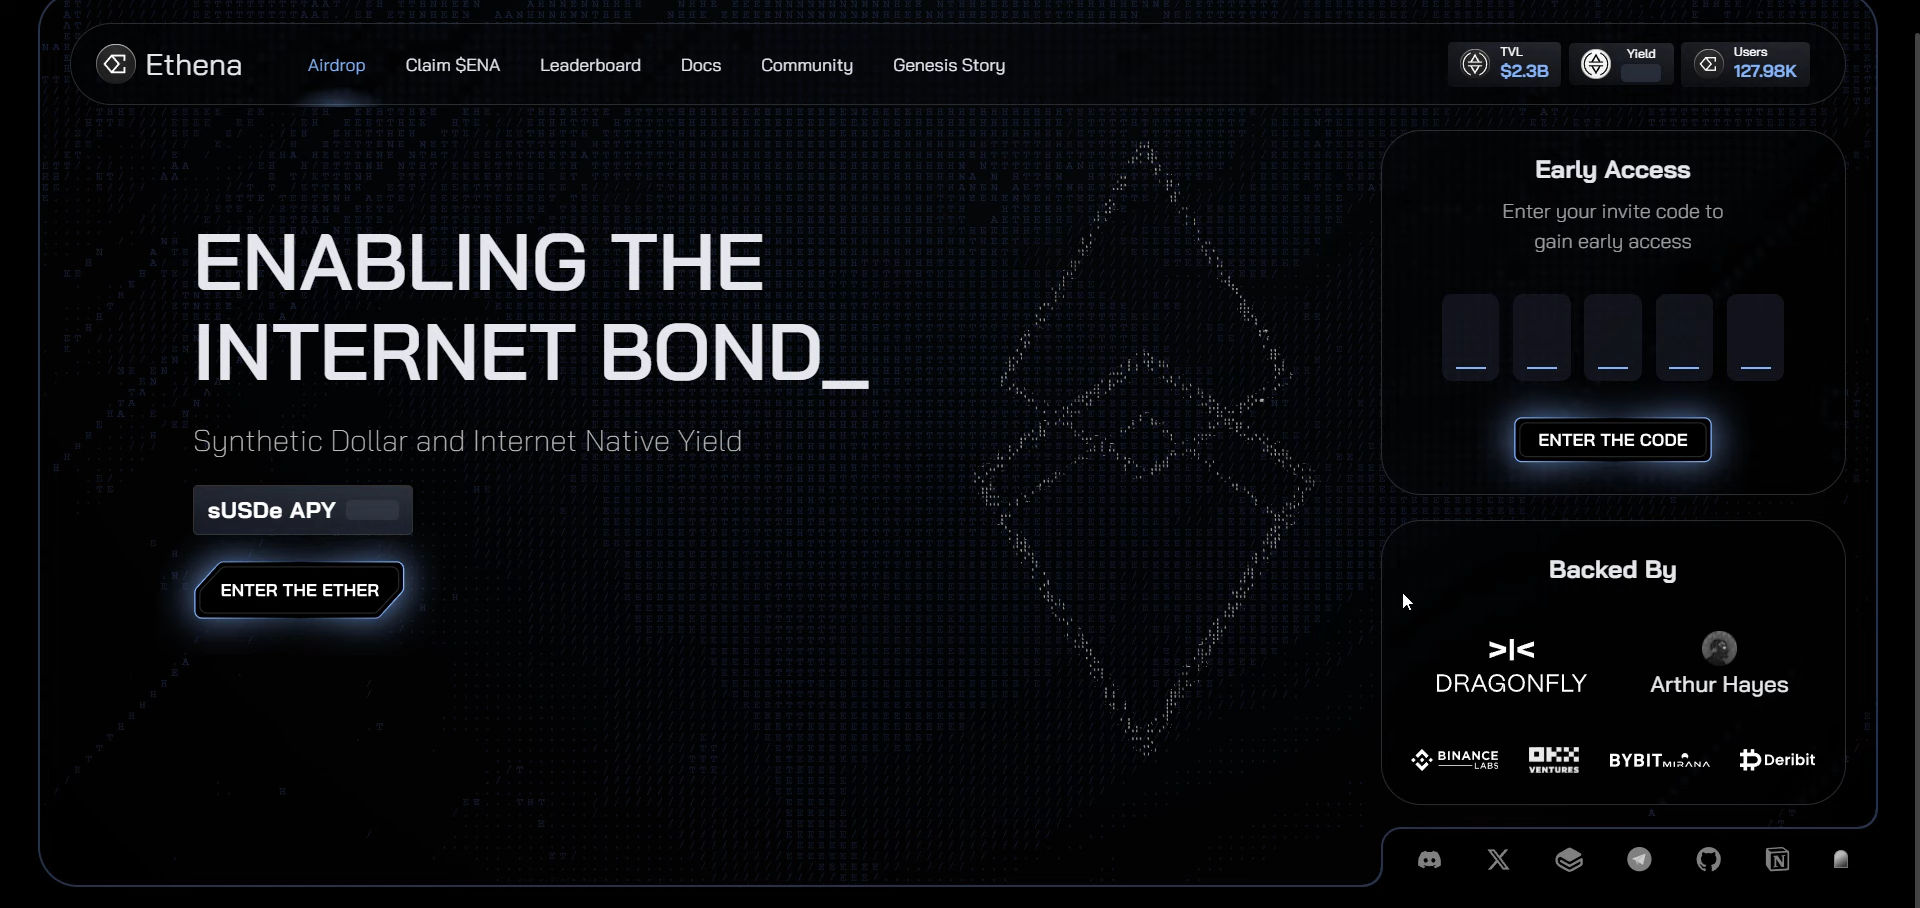 Ethena
Airdrop
Claim $ENA
Leaderboard
Docs
Community
Genesis Story
TVL
$2.3B
Yield
Users
127.98K
ENABLING THE
INTERNET BOND_
Synthetic Dollar and Internet Native Yield
sUSDe APY
ENTER THE ETHER
Early Access
Enter your invite code to
gain early access
ENTER THE CODE
Backed By
DRAGONFLY
Arthur Hayes
BINANCE
LABS
OKX
VENTURES
BYBIT MIRANA
Deribit